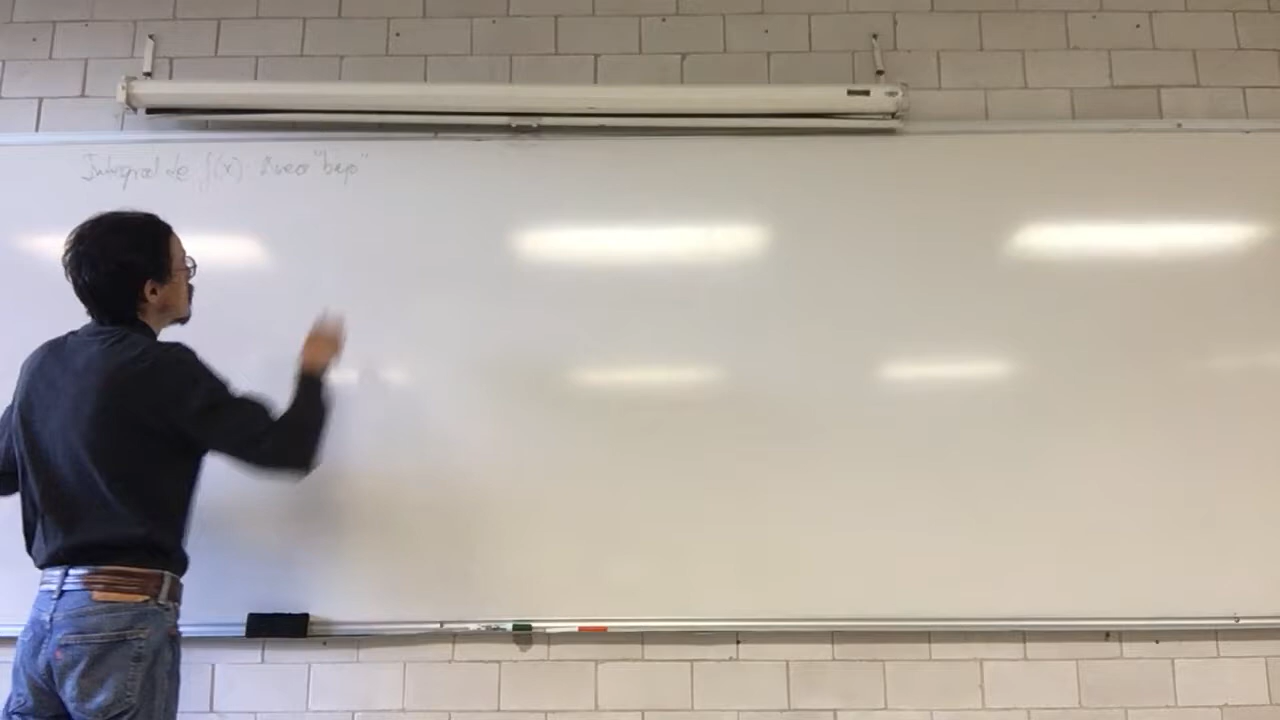 Integral de f(x): Área "bajo"